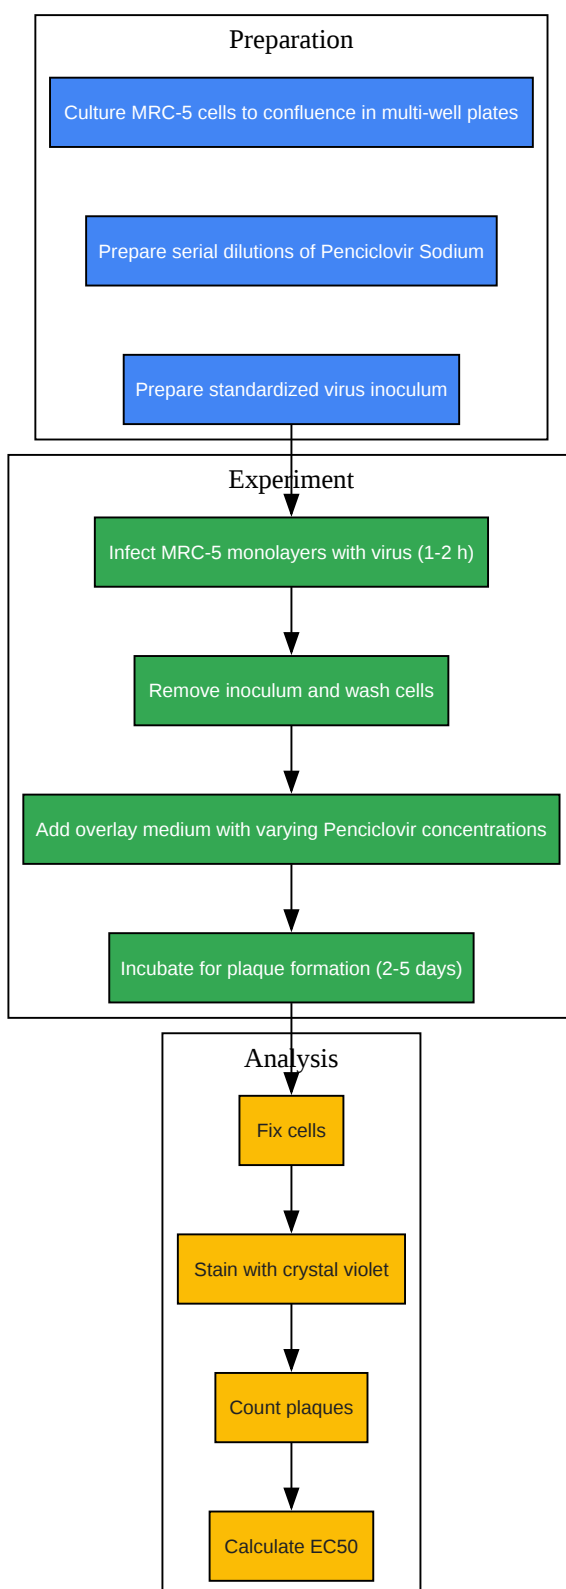 Preparation
Culture MRC-5 cells to confluence in multi-well plates
Prepare serial dilutions of Penciclovir Sodium
Prepare standardized virus inoculum
Experiment
Infect MRC-5 monolayers with virus (1-2 h)
Remove inoculum and wash cells
Add overlay medium with varying Penciclovir concentrations
Incubate for plaque formation (2-5 days)
Analysis
Fix cells
Stain with crystal violet
Count plaques
Calculate EC50